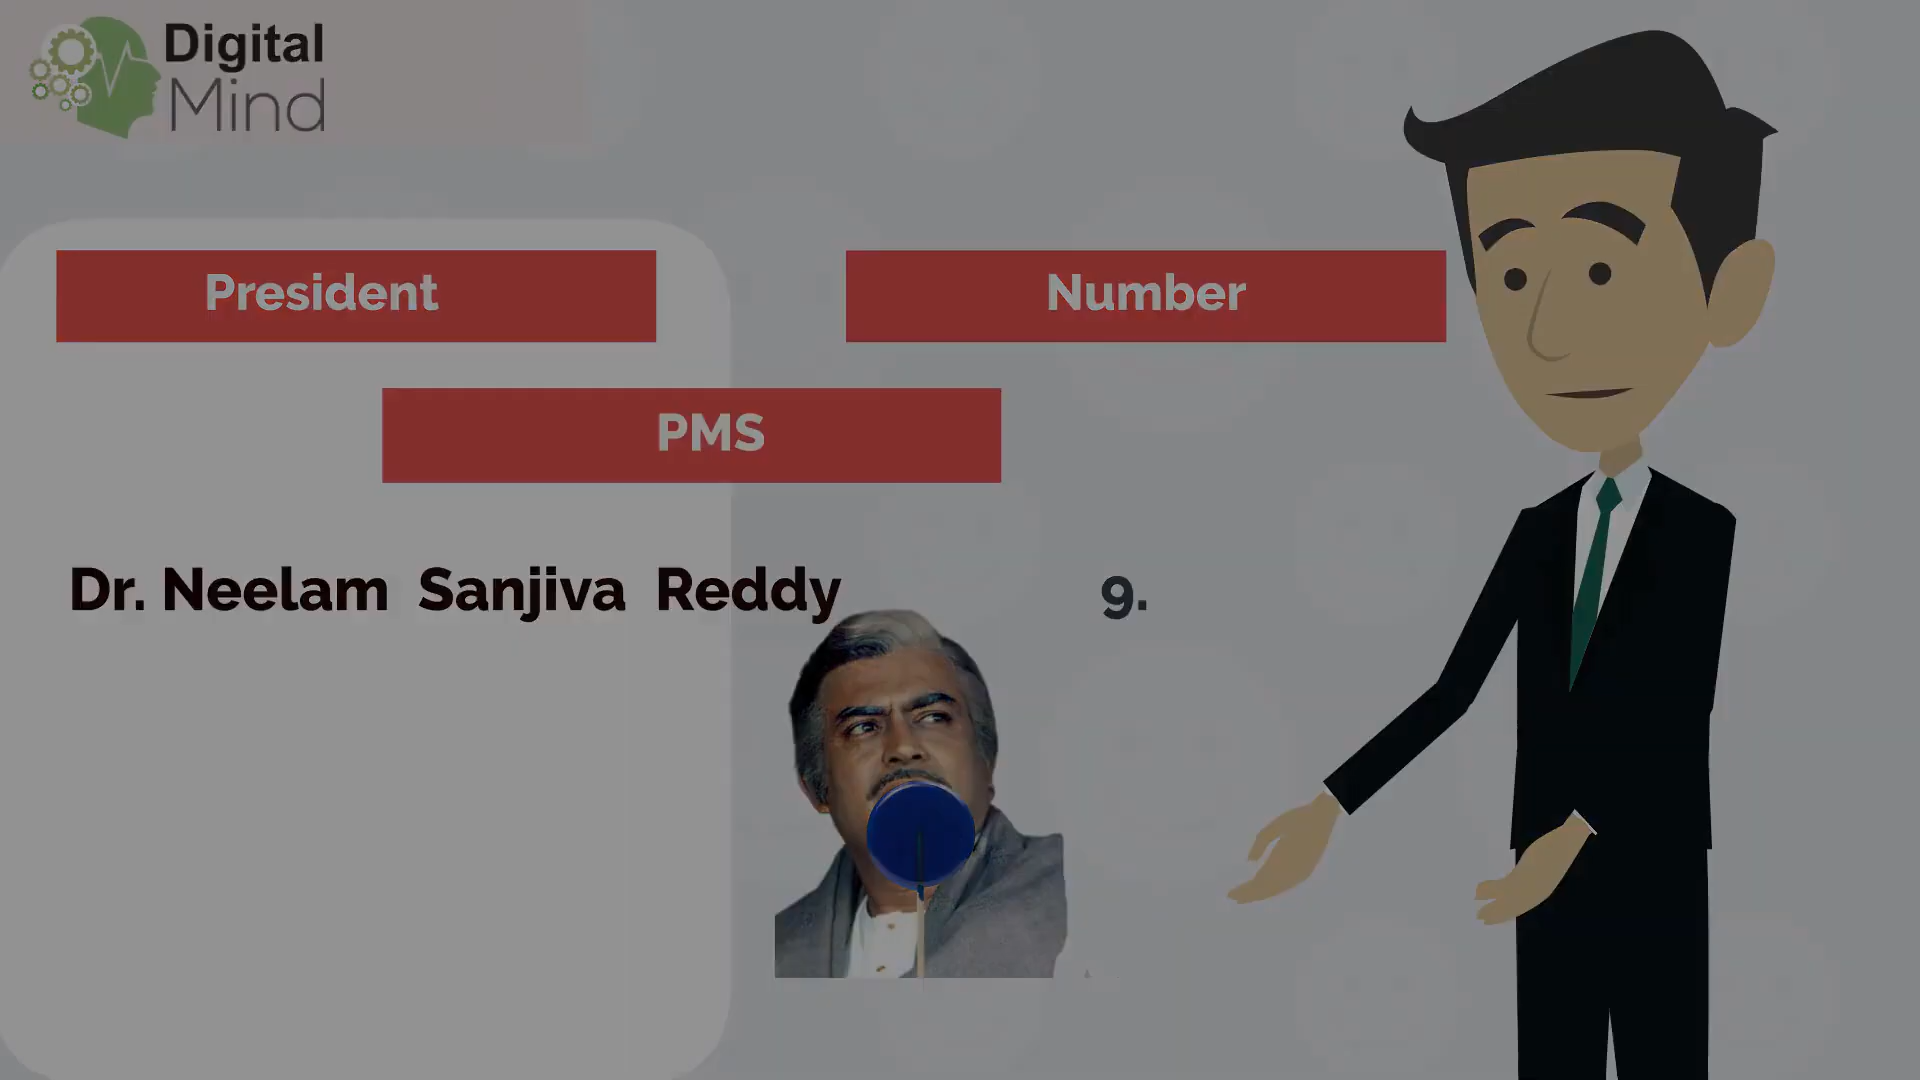 Digital
Mind
President
Number
PMS
Dr. Neelam Sanjiva Reddy
9.